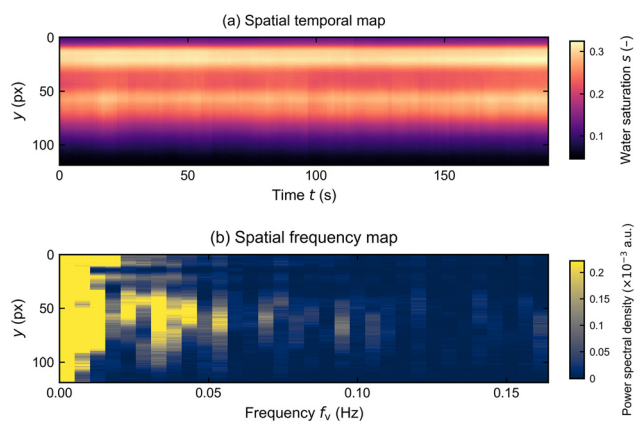 (a) Spatial temporal map
0
50
100
y (px)
0
50
100
150
Time t (s)
0.3
0.2
0.1
Water saturation s (–)
(b) Spatial frequency map
0
50
100
y (px)
0.00
0.05
0.10
0.15
Frequency fv (Hz)
0.2
0.15
0.1
0.05
0
Power spectral density (×10⁻³ a.u.)